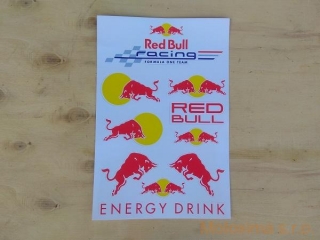 Red Bull
racing
FORMULA ONE TEAM
RED
BULL
ENERGY DRINK